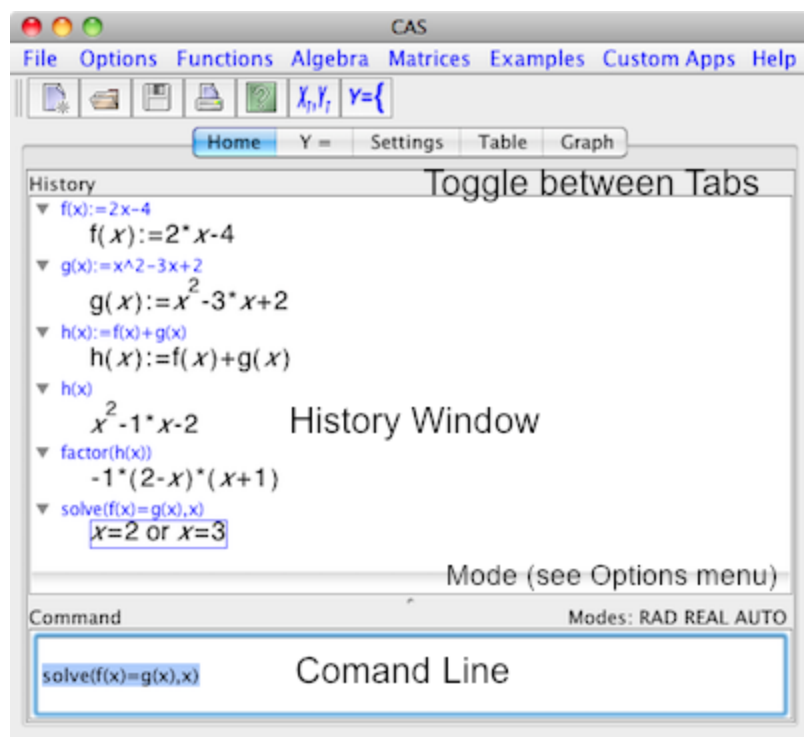 CAS
File Options Functions Algebra Matrices Examples Custom Apps Help
X_T,Y_T Y={
Home Y = Settings Table Graph
History Toggle between Tabs
f(x):=2x-4
f(x):=2*x-4
g(x):=x^2-3x+2
g(x):=x²-3*x+2
h(x):=f(x)+g(x)
h(x):=f(x)+g(x)
h(x)
x²-1*x-2 History Window
factor(h(x))
-1*(2-x)*(x+1)
solve(f(x)=g(x),x)
x=2 or x=3
Mode (see Options menu)
Command Modes: RAD REAL AUTO
solve(f(x)=g(x),x) Comand Line